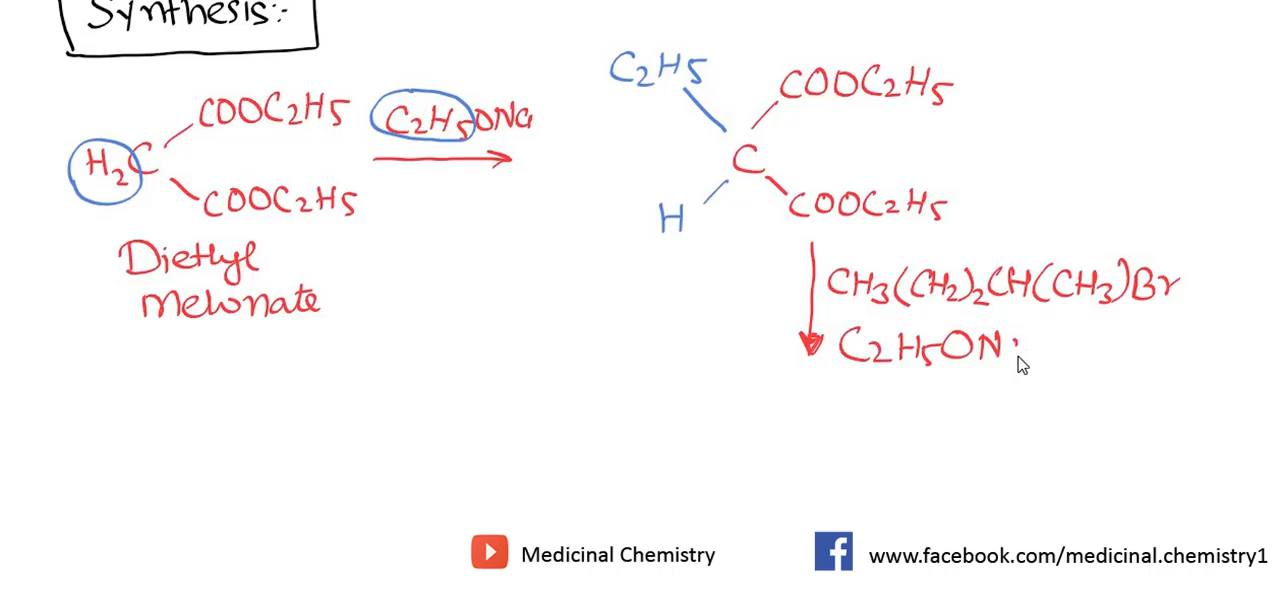 Synthesis:-
COOC2H5
H2C
COOC2H5
Diethyl
Melonate
C2H5ONa
C2H5
COOC2H5
C
H
COOC2H5
CH3(CH2)2CH(CH3)Br
C2H5ON
Medicinal Chemistry
www.facebook.com/medicinal.chemistry1